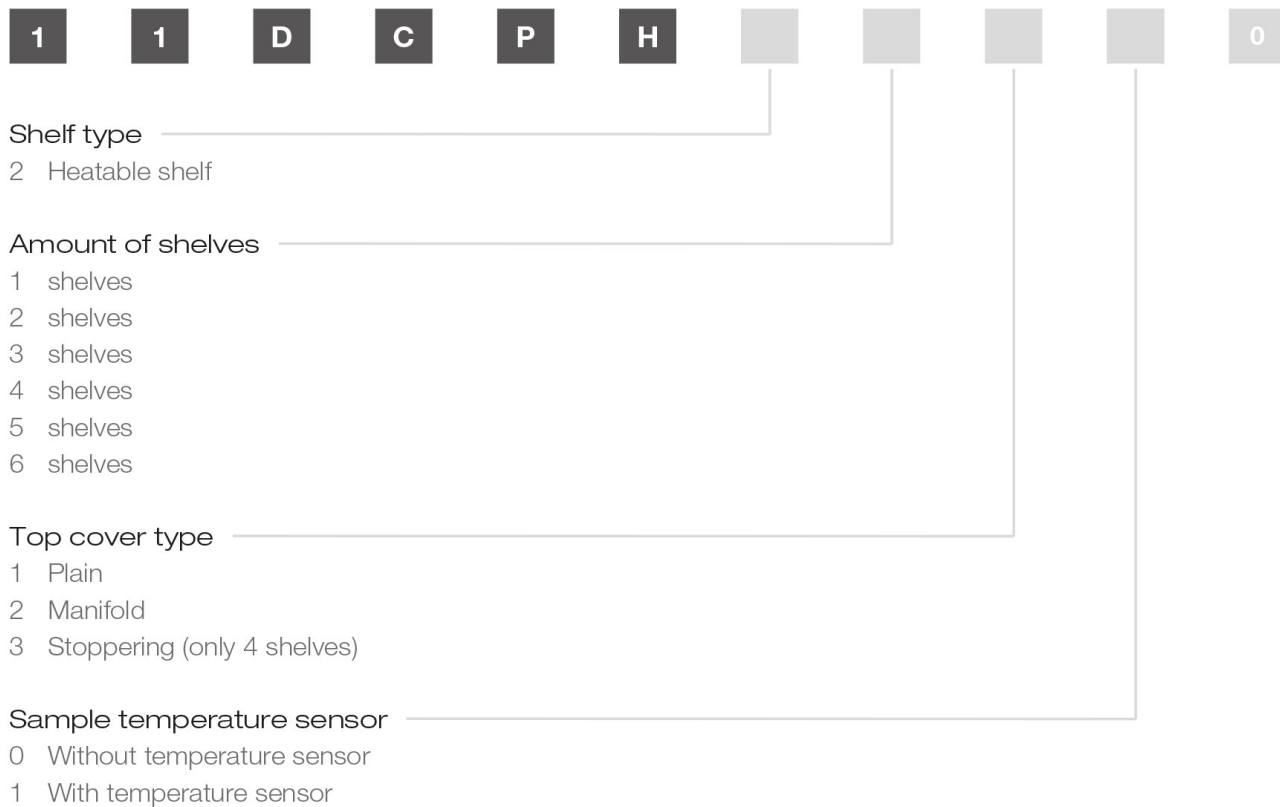 1 1 D C P H 0
Shelf type
2 Heatable shelf
Amount of shelves
1 shelves
2 shelves
3 shelves
4 shelves
5 shelves
6 shelves
Top cover type
1 Plain
2 Manifold
3 Stoppering (only 4 shelves)
Sample temperature sensor
0 Without temperature sensor
1 With temperature sensor